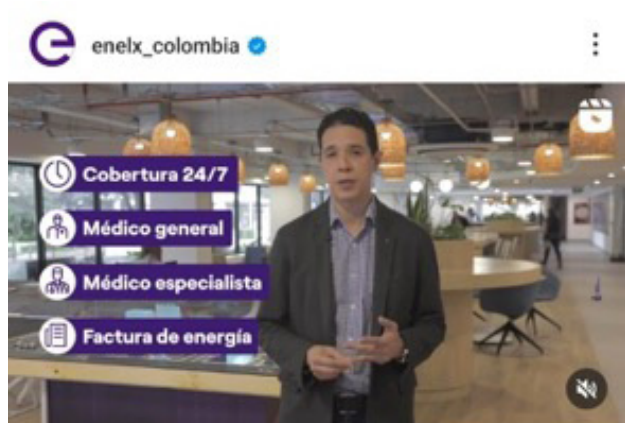 enelx_colombia
Cobertura 24/7
Médico general
Médico especialista
Factura de energía